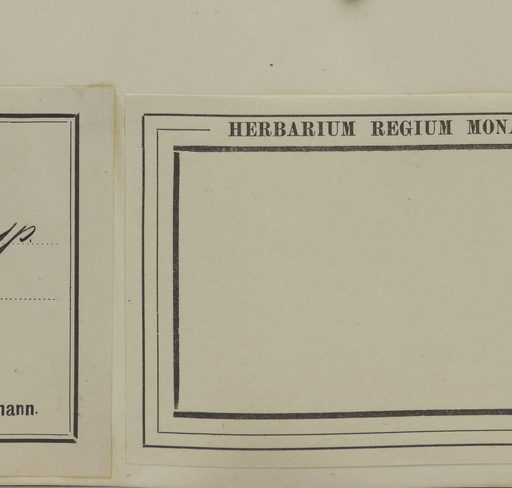 HERBARIUM REGIUM MONA
sp.
mann.